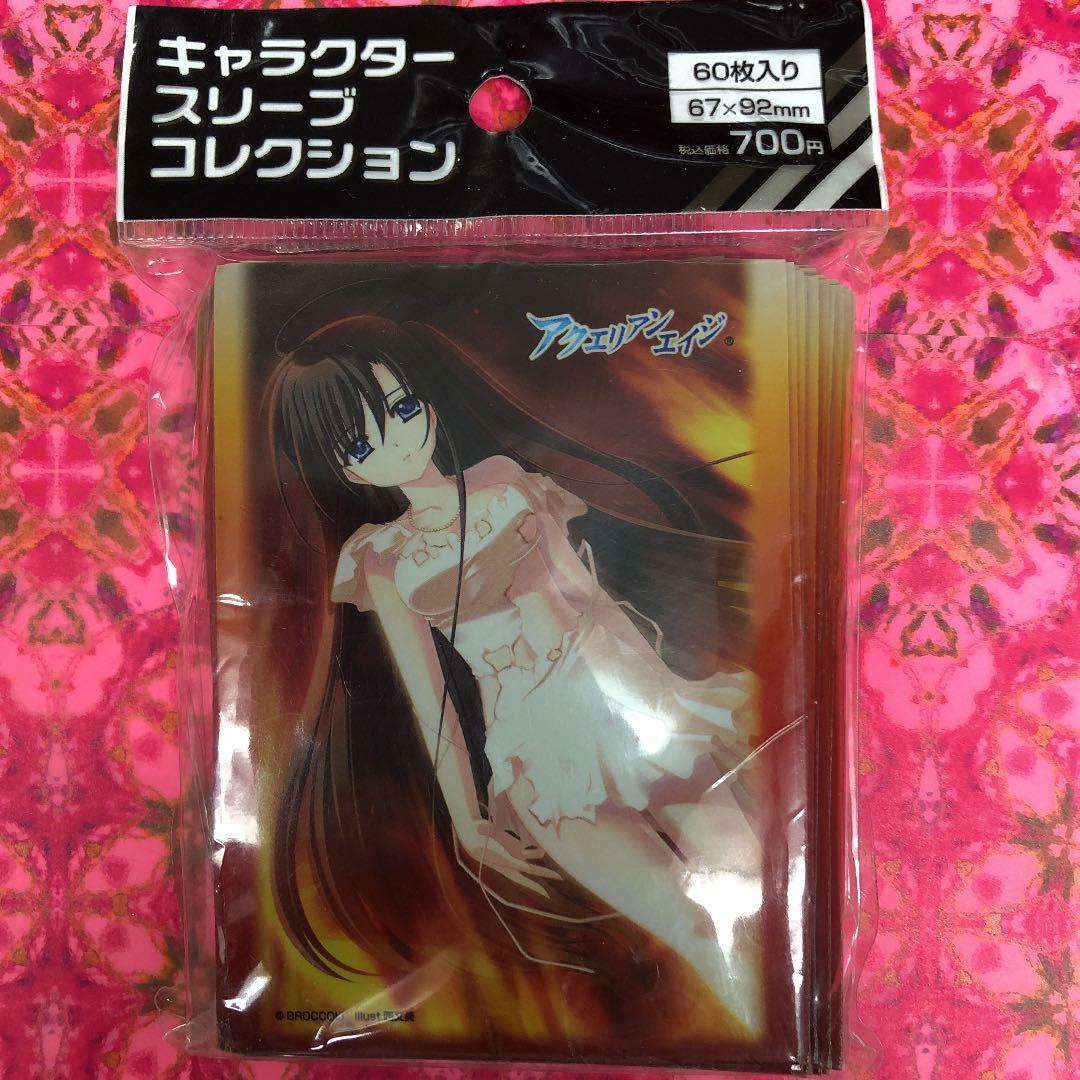 キャラクター
スリーブ
コレクション
60枚入り
67×92mm
税込価格 700円
アクエリアンエイジ®
© BROCCOLI illust.